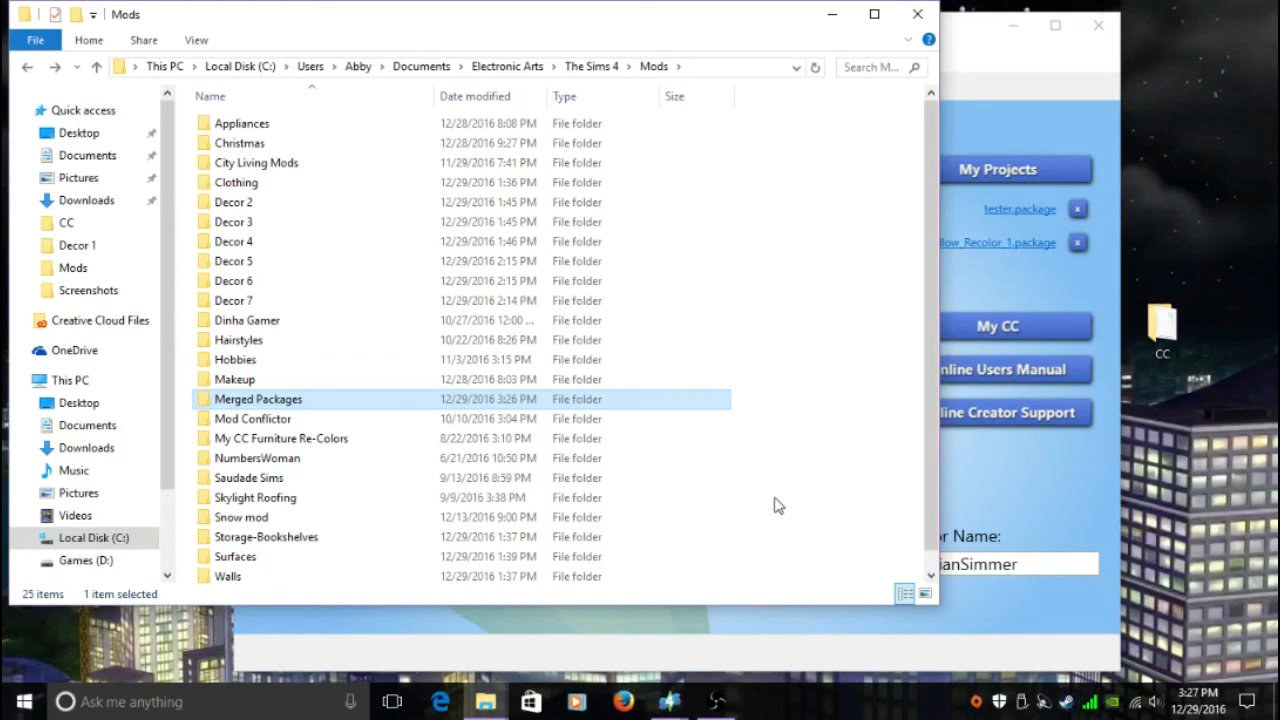 Mods
File Home Share View
This PC Local Disk (C:) Users Abby Documents Electronic Arts The Sims 4 Mods Search M...
Name Date modified Type Size
Quick access
Desktop
Documents
Pictures
Downloads
CC
Decor 1
Mods
Screenshots
Creative Cloud Files
OneDrive
This PC
Desktop
Documents
Downloads
Music
Pictures
Videos
Local Disk (C:)
Games (D:)
Appliances 12/28/2016 8:08 PM File folder
Christmas 12/28/2016 9:27 PM File folder
City Living Mods 11/29/2016 7:41 PM File folder
Clothing 12/29/2016 1:36 PM File folder
Decor 2 12/29/2016 1:45 PM File folder
Decor 3 12/29/2016 1:45 PM File folder
Decor 4 12/29/2016 1:46 PM File folder
Decor 5 12/29/2016 2:15 PM File folder
Decor 6 12/29/2016 2:15 PM File folder
Decor 7 12/29/2016 2:14 PM File folder
Dinha Gamer 10/27/2016 12:00 ... File folder
Hairstyles 10/22/2016 8:26 PM File folder
Hobbies 11/3/2016 3:15 PM File folder
Makeup 12/28/2016 8:03 PM File folder
Merged Packages 12/29/2016 3:26 PM File folder
Mod Conflictor 10/10/2016 3:04 PM File folder
My CC Furniture Re-Colors 8/22/2016 3:10 PM File folder
NumbersWoman 6/21/2016 10:50 PM File folder
Saudade Sims 9/13/2016 8:59 PM File folder
Skylight Roofing 9/9/2016 3:38 PM File folder
Snow mod 12/13/2016 9:00 PM File folder
Storage-Bookshelves 12/29/2016 1:37 PM File folder
Surfaces 12/29/2016 1:39 PM File folder
Walls 12/29/2016 1:37 PM File folder
25 items 1 item selected
My Projects
tester.package x
llow_Recolor_1.package x
My CC
nline Users Manual
line Creator Support
or Name:
ianSimmer
CC
Ask me anything
3:27 PM
12/29/2016